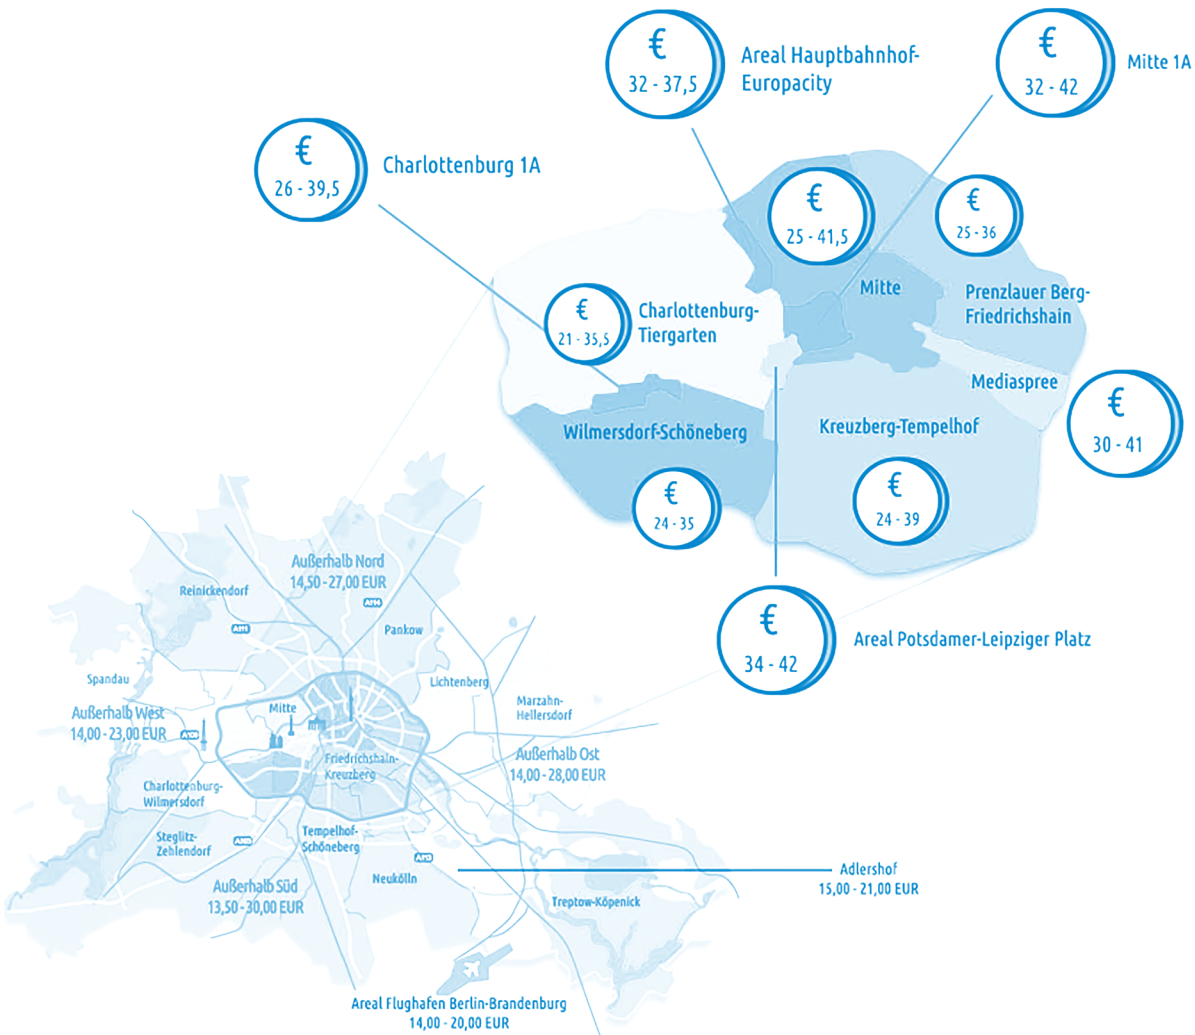 €
32 - 37,5
Areal Hauptbahnhof-
Europacity
€
32 - 42
Mitte 1A
€
26 - 39,5
Charlottenburg 1A
€
25 - 41,5
€
25 - 36
Mitte
Prenzlauer Berg-
Friedrichshain
€
21 - 35,5
Charlottenburg-
Tiergarten
Mediaspree
€
30 - 41
Wilmersdorf-Schöneberg
Kreuzberg-Tempelhof
€
24 - 35
€
24 - 39
€
34 - 42
Areal Potsdamer-Leipziger Platz
Außerhalb Nord
14,50 - 27,00 EUR
Reinickendorf
A114
A111
Pankow
Spandau
Lichtenberg
Außerhalb West
14,00 - 23,00 EUR
A100
Mitte
Marzahn-
Hellersdorf
Friedrichshain-
Kreuzberg
Außerhalb Ost
14,00 - 28,00 EUR
Charlottenburg-
Wilmersdorf
Steglitz-
Zehlendorf
Tempelhof-
Schöneberg
A113
Neukölln
Adlershof
15,00 - 21,00 EUR
Außerhalb Süd
13,50 - 30,00 EUR
Treptow-Köpenick
Areal Flughafen Berlin-Brandenburg
14,00 - 20,00 EUR